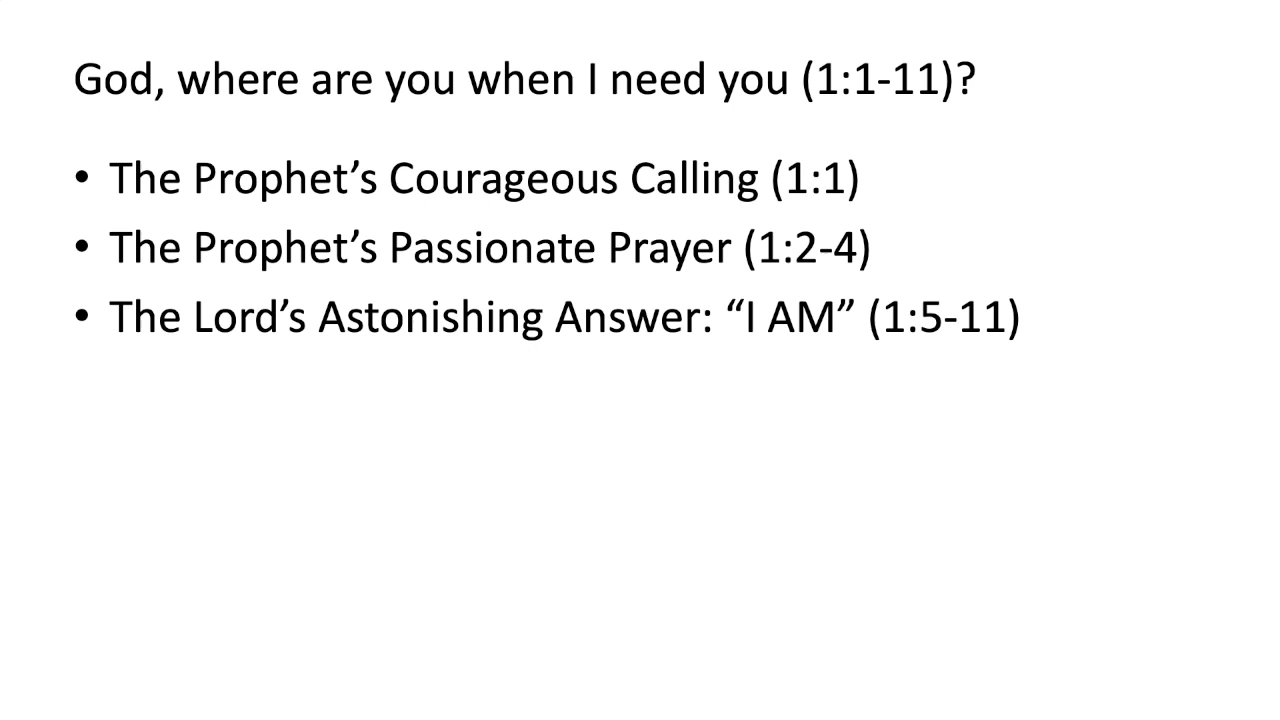 God, where are you when I need you (1:1-11)?
• The Prophet’s Courageous Calling (1:1)
• The Prophet’s Passionate Prayer (1:2-4)
• The Lord’s Astonishing Answer: “I AM” (1:5-11)